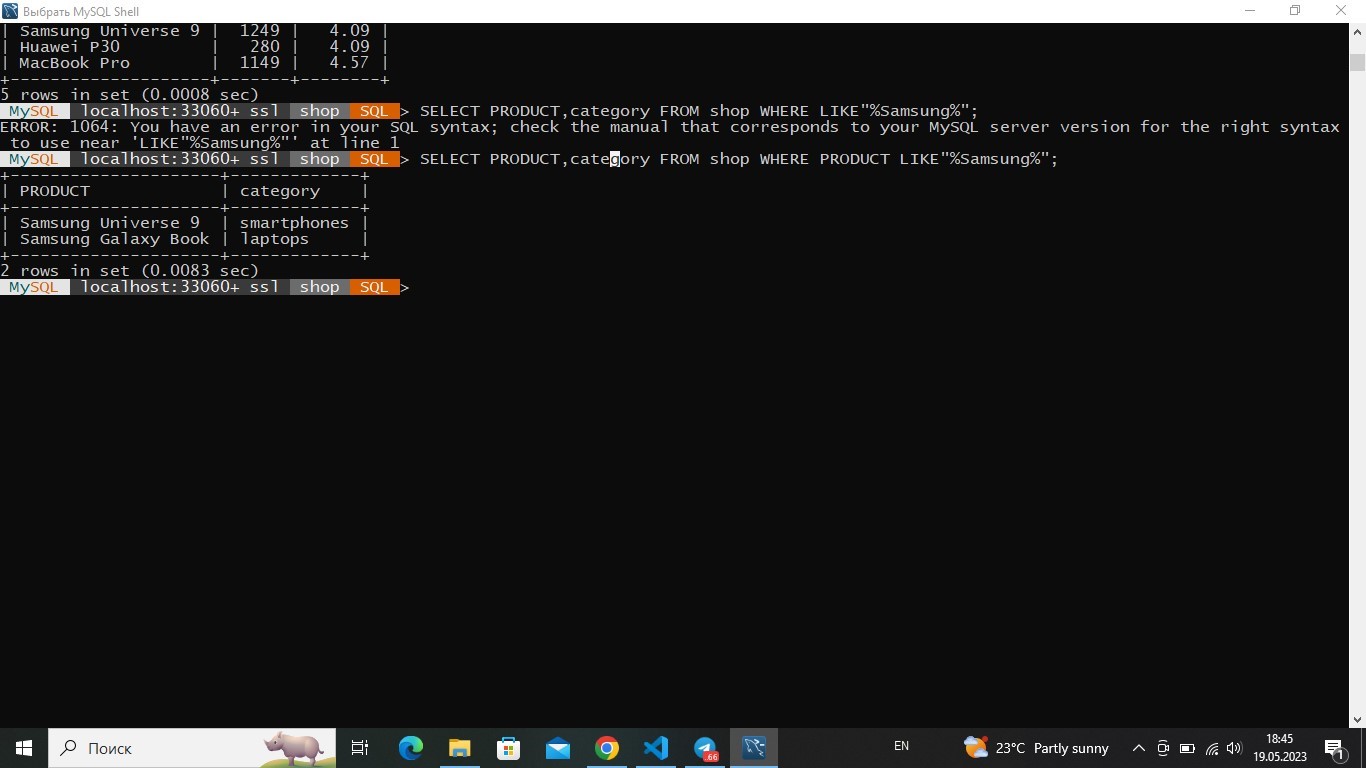 Выбрать MySQL Shell
| Samsung Universe 9 |  1249 |   4.09 |
| Huawei P30         |   280 |   4.09 |
| MacBook Pro        |  1149 |   4.57 |
+--------------------+-------+--------+
5 rows in set (0.0008 sec)
MySQL  localhost:33060+ ssl  shop  SQL > SELECT PRODUCT,category FROM shop WHERE LIKE"%Samsung%";
ERROR: 1064: You have an error in your SQL syntax; check the manual that corresponds to your MySQL server version for the right syntax
to use near 'LIKE"%Samsung%"' at line 1
MySQL  localhost:33060+ ssl  shop  SQL > SELECT PRODUCT,category FROM shop WHERE PRODUCT LIKE"%Samsung%";
+---------------------+-------------+
| PRODUCT             | category    |
+---------------------+-------------+
| Samsung Universe 9  | smartphones |
| Samsung Galaxy Book | laptops     |
+---------------------+-------------+
2 rows in set (0.0083 sec)
MySQL  localhost:33060+ ssl  shop  SQL >
Поиск
.66
EN
23°C Partly sunny
18:45
19.05.2023
1